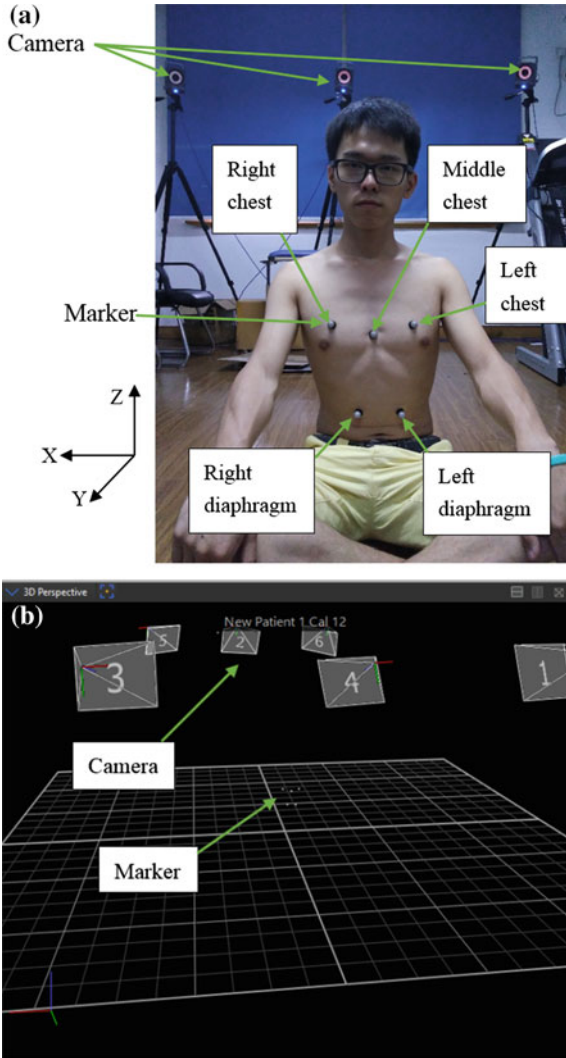 (a)
Camera
Right
chest
Middle
chest
Left
chest
Marker
Z
X
Y
Right
diaphragm
Left
diaphragm
3D Perspective
(b)
New Patient 1 Cal 12
5
2
6
3
4
1
Camera
Marker